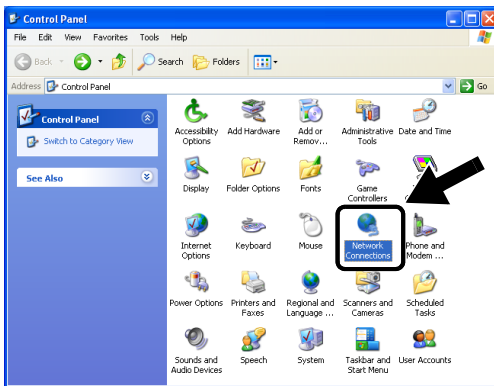 Control Panel
File Edit View Favorites Tools Help
Back Search Folders
Address Control Panel Go
Control Panel
Switch to Category View
See Also
Accessibility Options
Add Hardware
Add or Remov...
Administrative Tools
Date and Time
Display
Folder Options
Fonts
Game Controllers
Internet Options
Keyboard
Mouse
Network Connections
Phone and Modem ...
Power Options
Printers and Faxes
Regional and Language ...
Scanners and Cameras
Scheduled Tasks
Sounds and Audio Devices
Speech
System
Taskbar and Start Menu
User Accounts